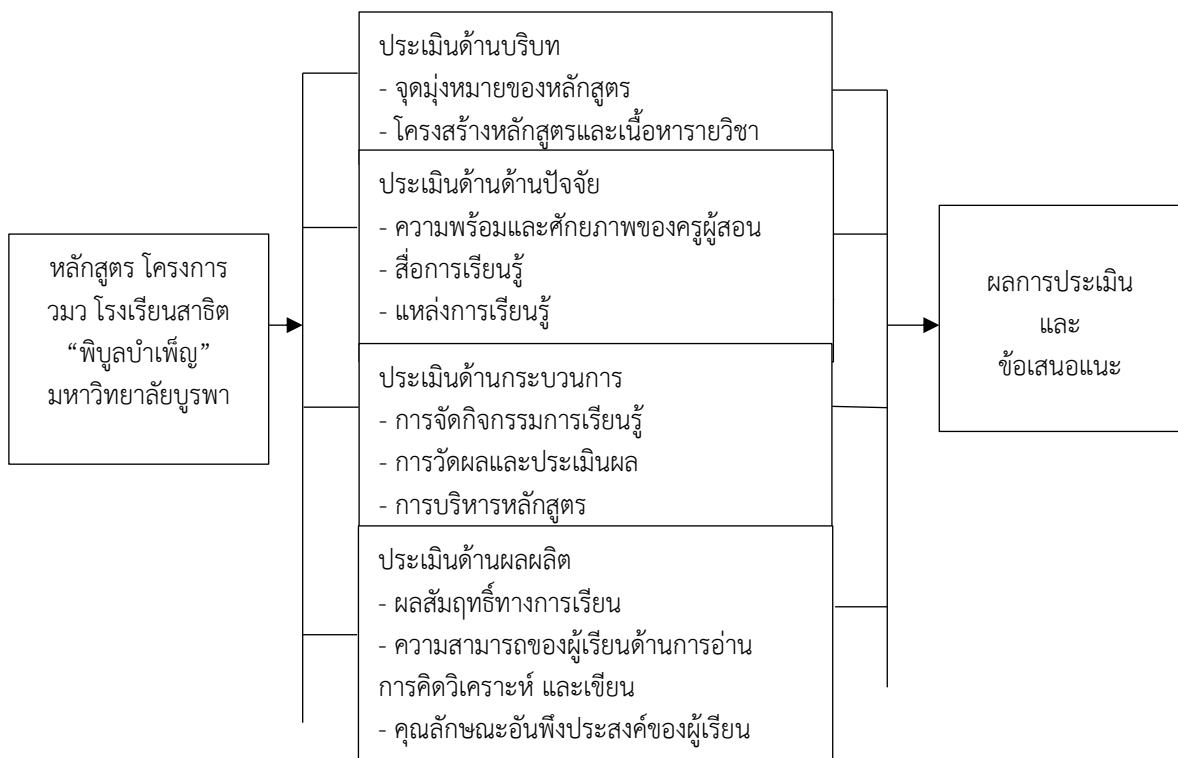 หลักสูตร โครงการ
วมว โรงเรียนสาธิต
“พิบูลบำเพ็ญ”
มหาวิทยาลัยบูรพา
ประเมินด้านบริบท
- จุดมุ่งหมายของหลักสูตร
- โครงสร้างหลักสูตรและเนื้อหารายวิชา
ประเมินด้านด้านปัจจัย
- ความพร้อมและศักยภาพของครูผู้สอน
- สื่อการเรียนรู้
- แหล่งการเรียนรู้
ประเมินด้านกระบวนการ
- การจัดกิจกรรมการเรียนรู้
- การวัดผลและประเมินผล
- การบริหารหลักสูตร
ประเมินด้านผลผลิต
- ผลสัมฤทธิ์ทางการเรียน
- ความสามารถของผู้เรียนด้านการอ่าน
การคิดวิเคราะห์ และเขียน
- คุณลักษณะอันพึงประสงค์ของผู้เรียน
ผลการประเมิน
และ
ข้อเสนอแนะ